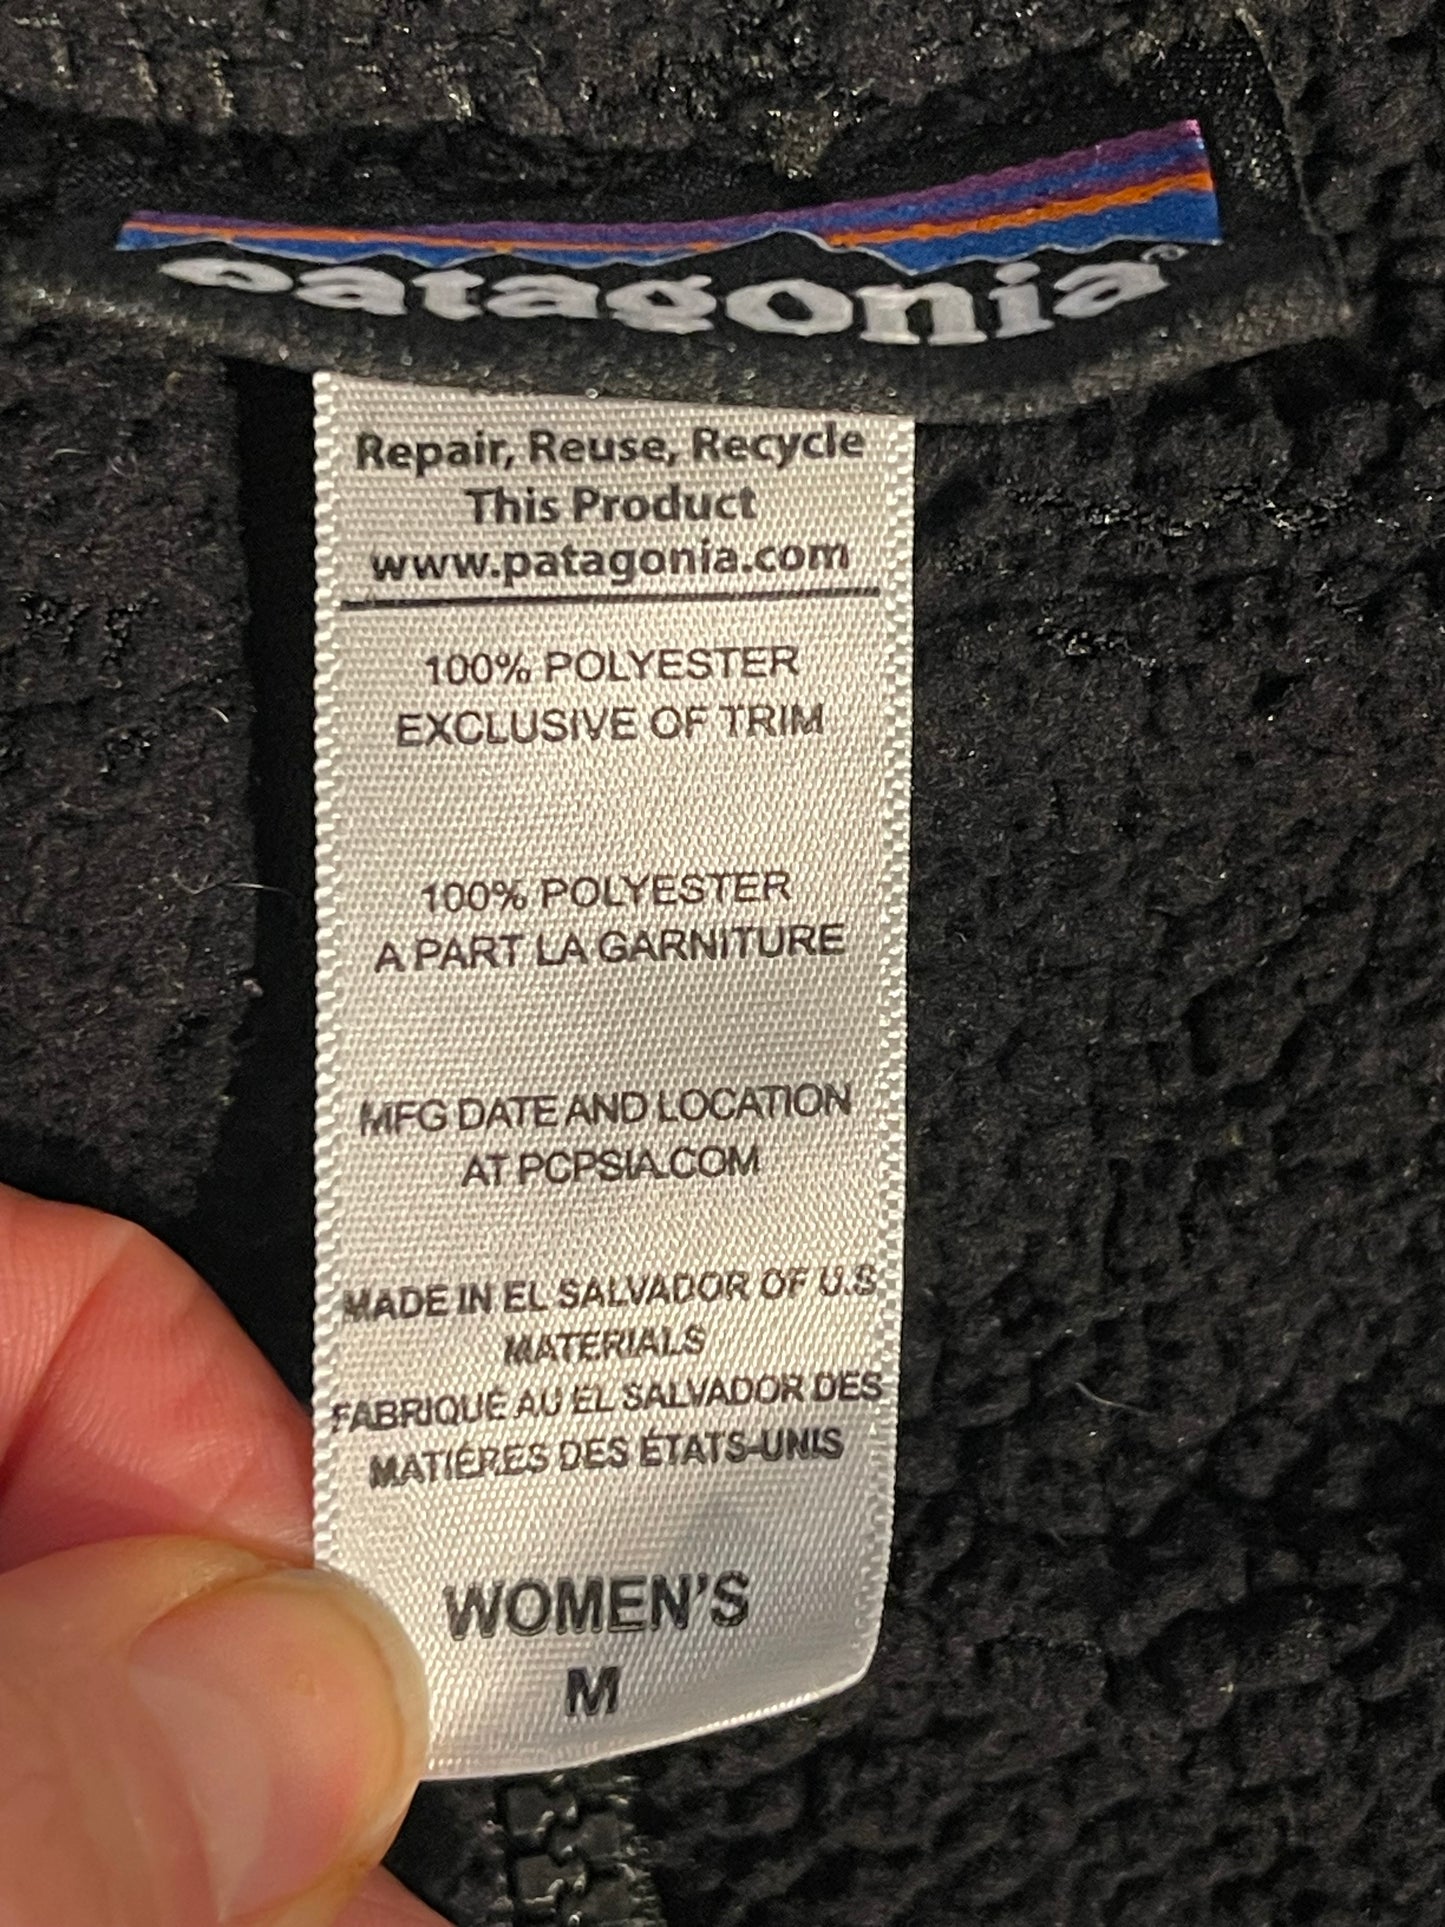 patagonia®
Repair, Reuse, Recycle
This Product
www.patagonia.com
100% POLYESTER
EXCLUSIVE OF TRIM
100% POLYESTER
A PART LA GARNITURE
MFG DATE AND LOCATION
AT PCPSIA.COM
MADE IN EL SALVADOR OF U.S
MATERIALS
FABRIQUÉ AU EL SALVADOR DES
MATIÉRES DES ÉTATS-UNIS
WOMEN'S
M